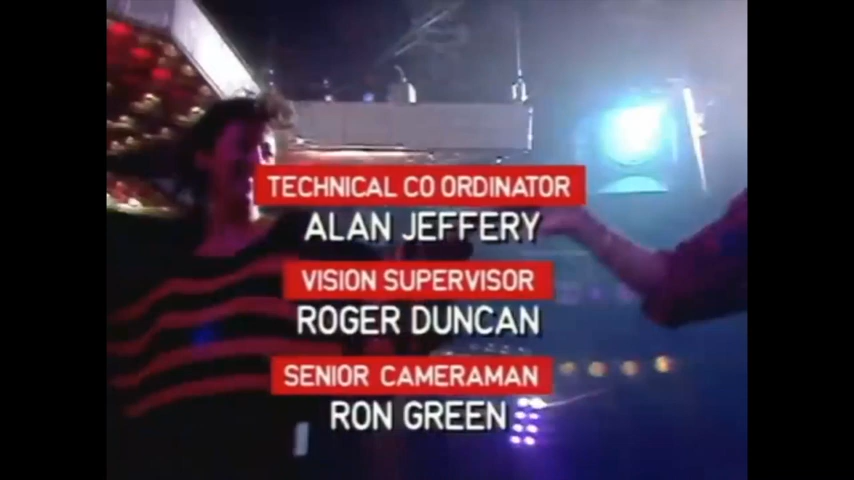 TECHNICAL CO ORDINATOR
ALAN JEFFERY
VISION SUPERVISOR
ROGER DUNCAN
SENIOR CAMERAMAN
RON GREEN